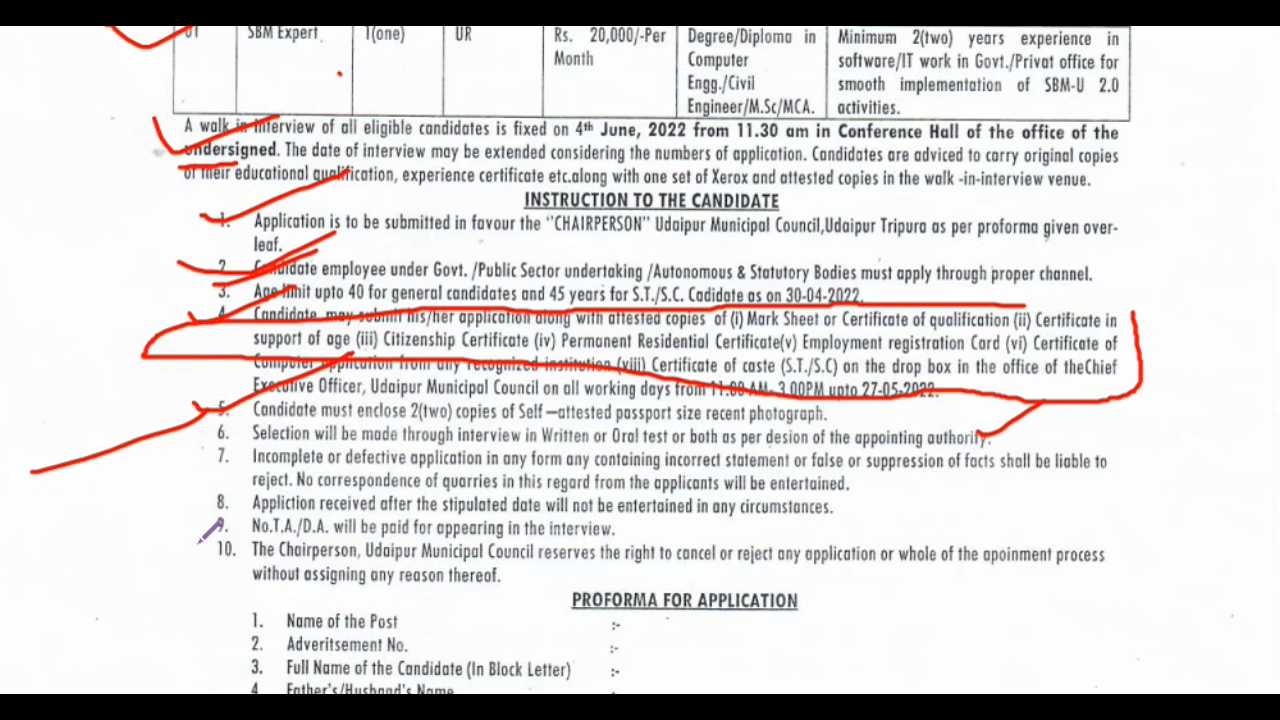 01 SBM Expert 1(one) UR Rs. 20,000/-Per Month Degree/Diploma in Computer Engg./Civil Engineer/M.Sc/MCA. Minimum 2(two) years experience in software/IT work in Govt./Privat office for smooth implementation of SBM-U 2.0 activities.
A walk in interview of all eligible candidates is fixed on 4th June, 2022 from 11.30 am in Conference Hall of the office of the
undersigned. The date of interview may be extended considering the numbers of application. Candidates are adviced to carry original copies
of their educational qualification, experience certificate etc.along with one set of Xerox and attested copies in the walk -in-interview venue.
INSTRUCTION TO THE CANDIDATE
1. Application is to be submitted in favour the "CHAIRPERSON" Udaipur Municipal Council,Udaipur Tripura as per proforma given over-
leaf.
2. Candidate employee under Govt. /Public Sector undertaking /Autonomous & Statutory Bodies must apply through proper channel.
3. Age limit upto 40 for general candidates and 45 years for S.T./S.C. Cadidate as on 30-04-2022.
4. Candidate may submit his/her application along with attested copies of (i) Mark Sheet or Certificate of qualification (ii) Certificate in
support of age (iii) Citizenship Certificate (iv) Permanent Residential Certificate(v) Employment registration Card (vi) Certificate of
Computer application from any recognized institution (viii) Certificate of caste (S.T./S.C) on the drop box in the office of theChief
Executive Officer, Udaipur Municipal Council on all working days from 11.00 AM- 3.00PM upto 27-05-2022.
5. Candidate must enclose 2(two) copies of Self –attested passport size recent photograph.
6. Selection will be made through interview in Written or Oral test or both as per desion of the appointing authority.
7. Incomplete or defective application in any form any containing incorrect statement or false or suppression of facts shall be liable to
reject. No correspondence of quarries in this regard from the applicants will be entertained.
8. Appliction received after the stipulated date will not be entertained in any circumstances.
9. No.T.A./D.A. will be paid for appearing in the interview.
10. The Chairperson, Udaipur Municipal Council reserves the right to cancel or reject any application or whole of the apoinment process
without assigning any reason thereof.
PROFORMA FOR APPLICATION
1. Name of the Post :-
2. Adveritsement No. :-
3. Full Name of the Candidate (In Block Letter) :-
4 Father's/Husband's Name